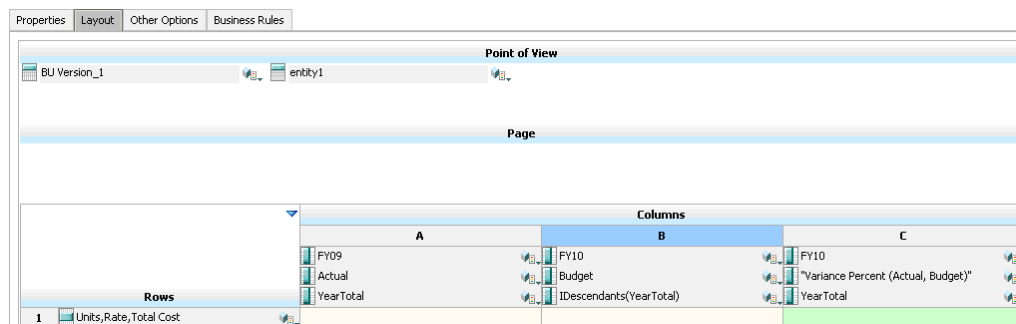 Properties Layout Other Options Business Rules
Point of View
BU Version_1 entity1
Page
Columns
A B C
FY09 FY10 FY10
Actual Budget "Variance Percent (Actual, Budget)"
Rows YearTotal IDescendants(YearTotal) YearTotal
1 Units,Rate,Total Cost